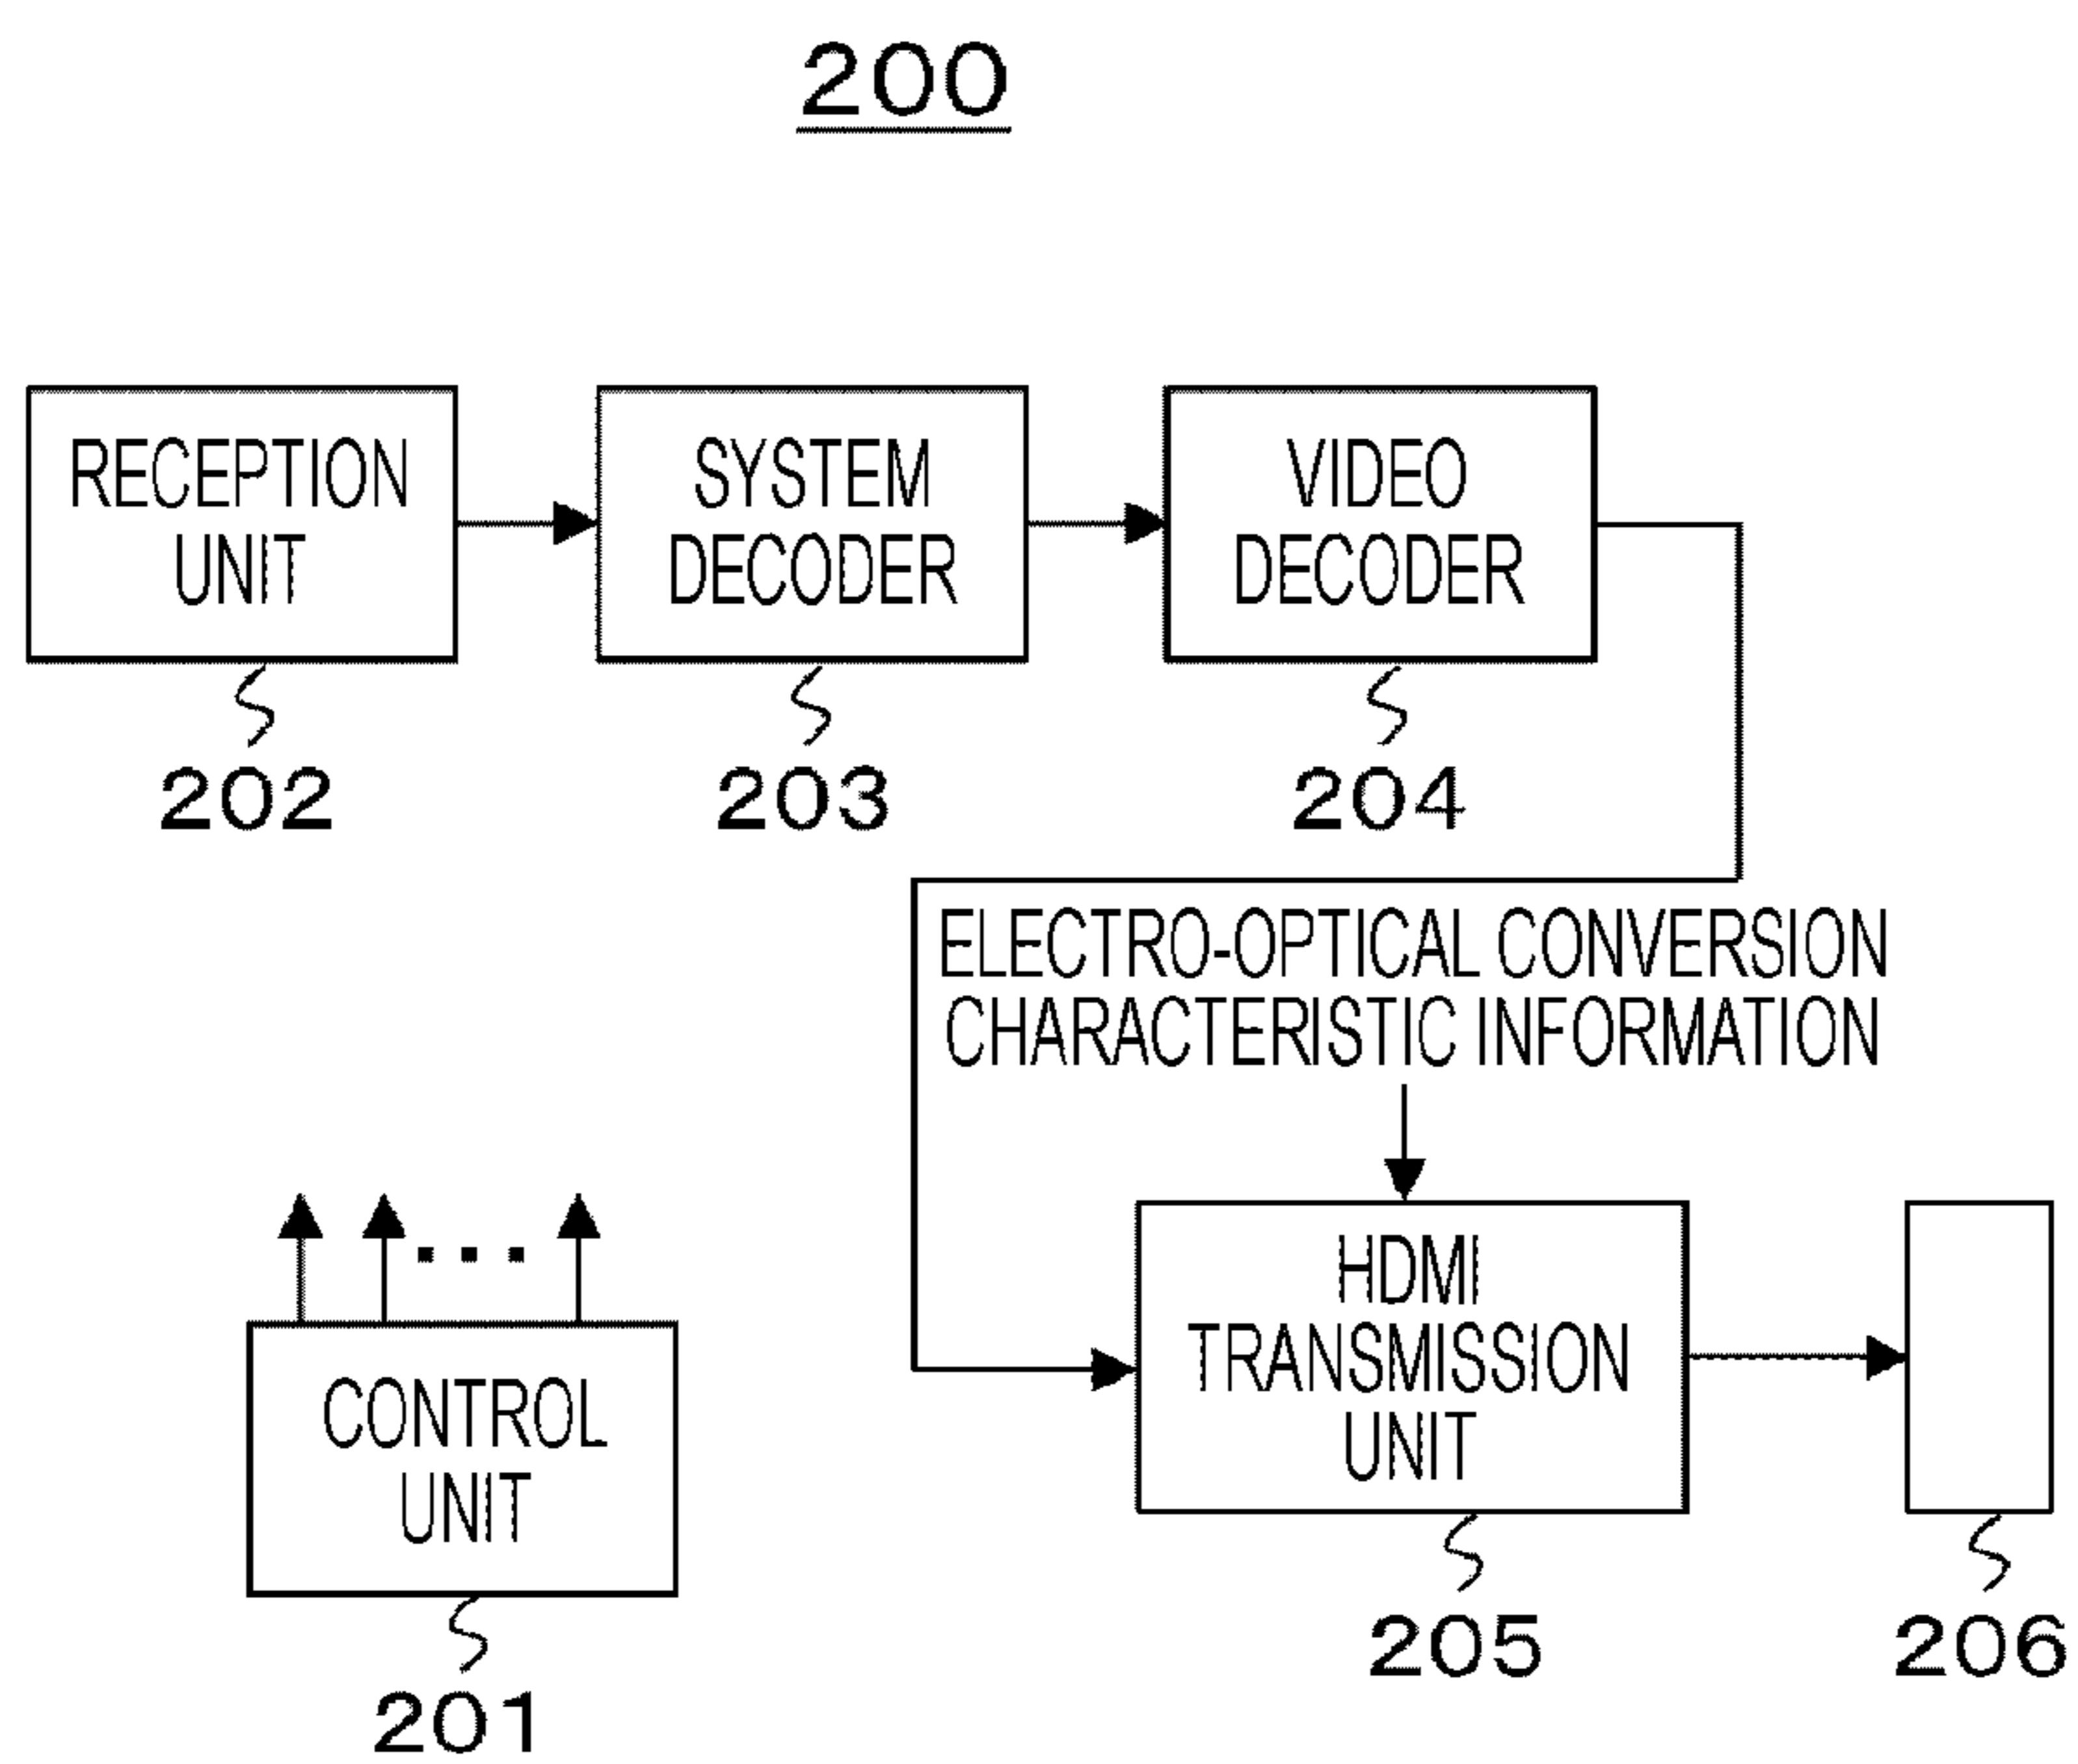 200
RECEPTION
UNIT
SYSTEM
DECODER
VIDEO
DECODER
202
203
204
ELECTRO-OPTICAL CONVERSION
CHARACTERISTIC INFORMATION
HDMI
TRANSMISSION
UNIT
CONTROL
UNIT
205
206
201